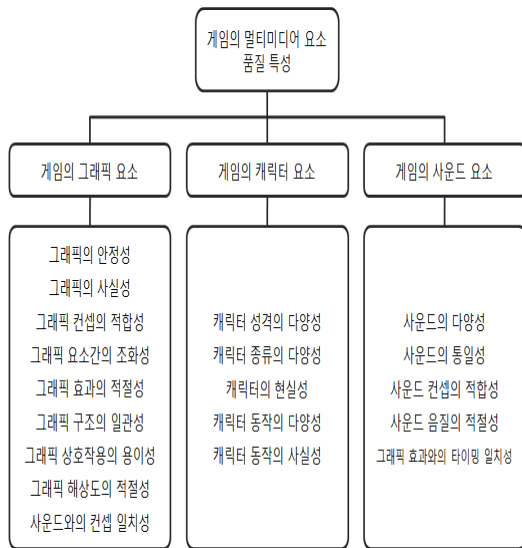 게임의 멀티미디어 요소
품질 특성
게임의 그래픽 요소
게임의 캐릭터 요소
게임의 사운드 요소
그래픽의 안정성
그래픽의 사실성
그래픽 컨셉의 적합성
그래픽 요소간의 조화성
그래픽 효과의 적절성
그래픽 구조의 일관성
그래픽 상호작용의 용이성
그래픽 해상도의 적절성
사운드와의 컨셉 일치성
캐릭터 성격의 다양성
캐릭터 종류의 다양성
캐릭터의 현실성
캐릭터 동작의 다양성
캐릭터 동작의 사실성
사운드의 다양성
사운드의 통일성
사운드 컨셉의 적합성
사운드 음질의 적절성
그래픽 효과와의 타이밍 일치성